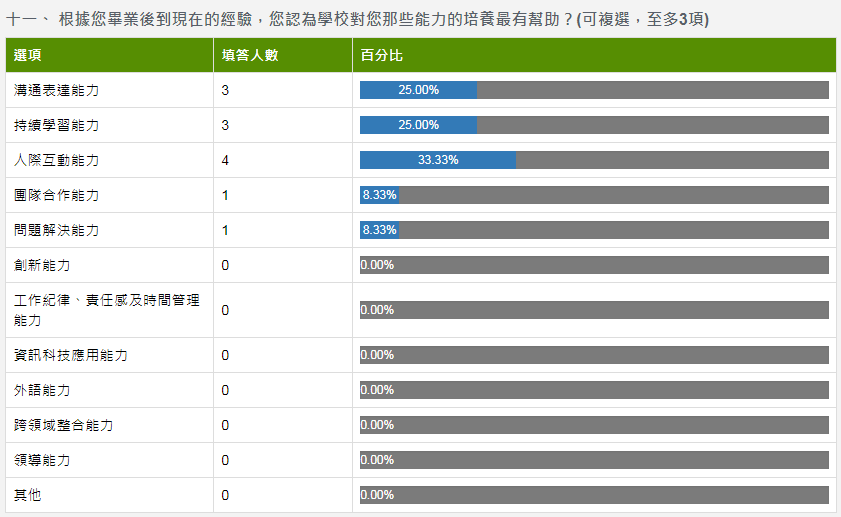 十一、 根據您畢業後到現在的經驗，您認為學校對您那些能力的培養最有幫助？(可複選，至多3項)
選項 填答人數 百分比
溝通表達能力 3 25.00%
持續學習能力 3 25.00%
人際互動能力 4 33.33%
團隊合作能力 1 8.33%
問題解決能力 1 8.33%
創新能力 0 0.00%
工作紀律、責任感及時間管理
能力 0 0.00%
資訊科技應用能力 0 0.00%
外語能力 0 0.00%
跨領域整合能力 0 0.00%
領導能力 0 0.00%
其他 0 0.00%